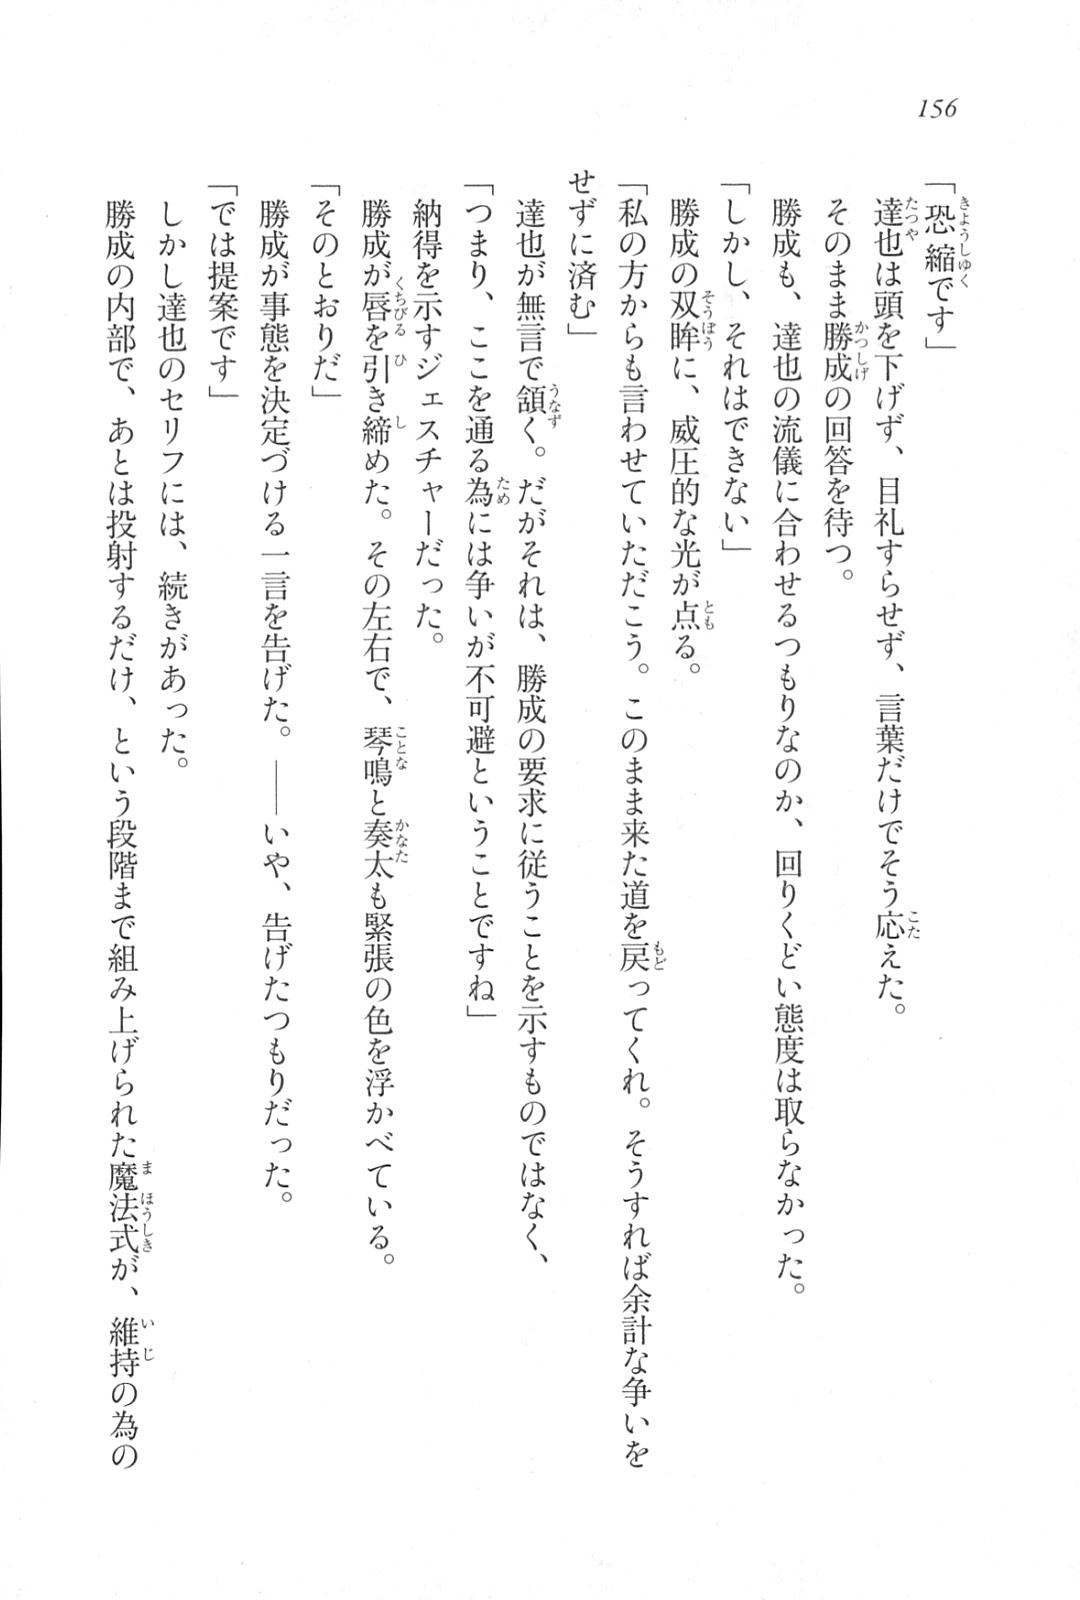 156
「恐縮です」
達也は頭を下げず、目礼すらせず、言葉だけでそう応えた。
そのまま勝成の回答を待つ。
勝成も、達也の流儀に合わせるつもりなのか、回りくどい態度は取らなかった。
「しかし、それはできない」
勝成の双眸に、威圧的な光が点る。
「私の方からも言わせていただこう。このまま来た道を戻ってくれ。そうすれば余計な争いを
せずに済む」
達也が無言で頷く。だがそれは、勝成の要求に従うことを示すものではなく、
「つまり、ここを通る為には争いが不可避ということですね」
納得を示すジェスチャーだった。
勝成が唇を引き締めた。その左右で、琴鳴と奏太も緊張の色を浮かべている。
「そのとおりだ」
勝成が事態を決定づける一言を告げた。――いや、告げたつもりだった。
「では提案です」
しかし達也のセリフには、続きがあった。
勝成の内部で、あとは投射するだけ、という段階まで組み上げられた魔法式が、維持の為の